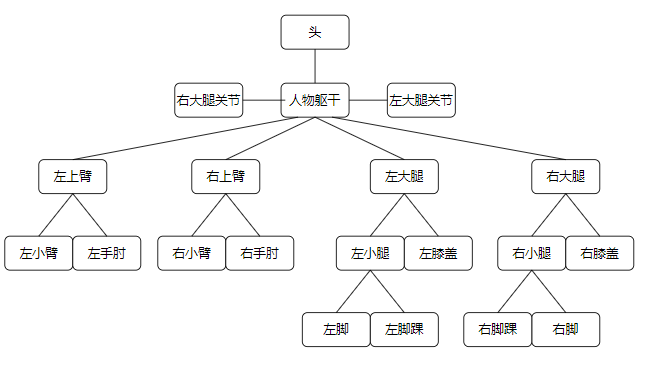 头
右大腿关节
人物躯干
左大腿关节
左上臂
右上臂
左大腿
右大腿
左小臂
左手肘
右小臂
右手肘
左小腿
左膝盖
右小腿
右膝盖
左脚
左脚踝
右脚踝
右脚